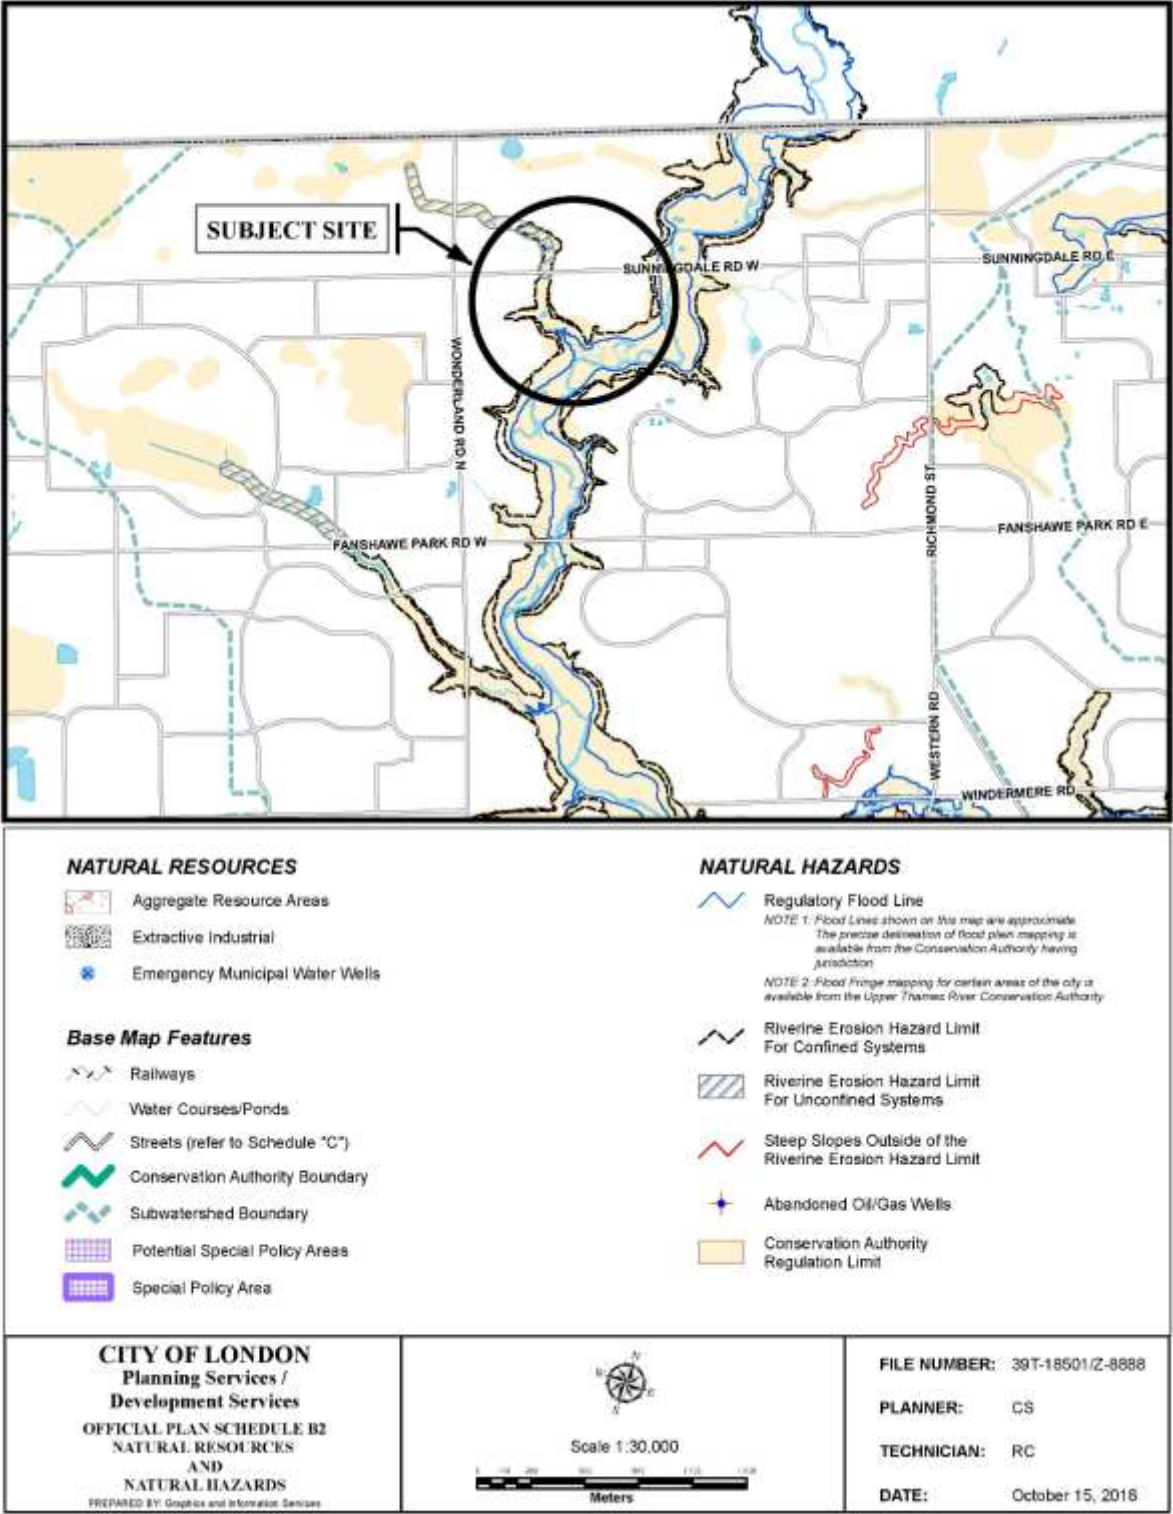 SUBJECT SITE
SUNNINGDALE RD W
SUNNINGDALE RD E
WONDERLAND RD N
RICHMOND ST
FANSHAWE PARK RD W
FANSHAWE PARK RD E
WESTERN RD
WINDERMERE RD
NATURAL RESOURCES
Aggregate Resource Areas
Extractive Industrial
Emergency Municipal Water Wells
Base Map Features
Railways
Water Courses/Ponds
Streets (refer to Schedule "C")
Conservation Authority Boundary
Subwatershed Boundary
Potential Special Policy Areas
Special Policy Area
NATURAL HAZARDS
Regulatory Flood Line
NOTE 1: Flood Lines shown on this map are approximate.
The precise delineation of flood plain mapping is
available from the Conservation Authority having
jurisdiction.
NOTE 2: Flood Fringe mapping for certain areas of the city is
available from the Upper Thames River Conservation Authority
Riverine Erosion Hazard Limit
For Confined Systems
Riverine Erosion Hazard Limit
For Unconfined Systems
Steep Slopes Outside of the
Riverine Erosion Hazard Limit
Abandoned Oil/Gas Wells
Conservation Authority
Regulation Limit
CITY OF LONDON
Planning Services /
Development Services
OFFICIAL PLAN SCHEDULE B2
NATURAL RESOURCES
AND
NATURAL HAZARDS
PREPARED BY: Graphics and Information Services
N
W
E
S
Scale 1:30,000
Meters
FILE NUMBER: 39T-18501/Z-8888
PLANNER: CS
TECHNICIAN: RC
DATE: October 15, 2018